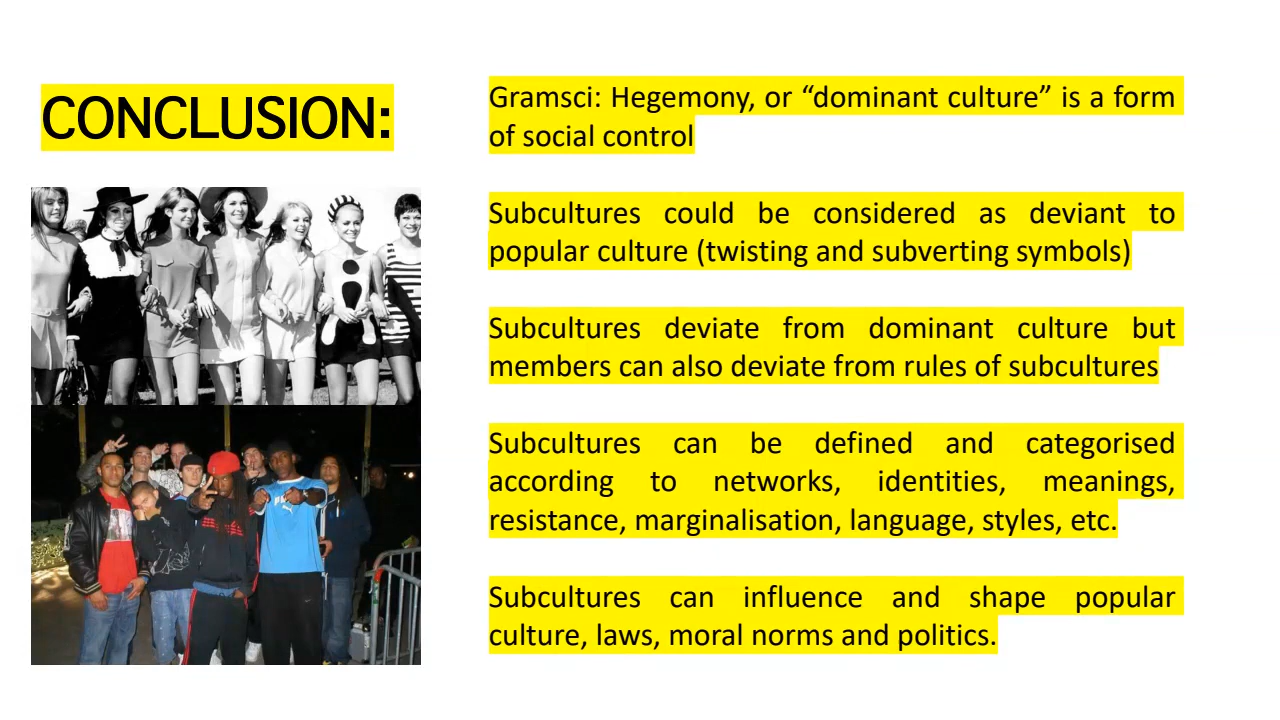 CONCLUSION:
Gramsci: Hegemony, or “dominant culture” is a form
of social control
Subcultures could be considered as deviant to
popular culture (twisting and subverting symbols)
Subcultures deviate from dominant culture but
members can also deviate from rules of subcultures
Subcultures can be defined and categorised
according to networks, identities, meanings,
resistance, marginalisation, language, styles, etc.
Subcultures can influence and shape popular
culture, laws, moral norms and politics.